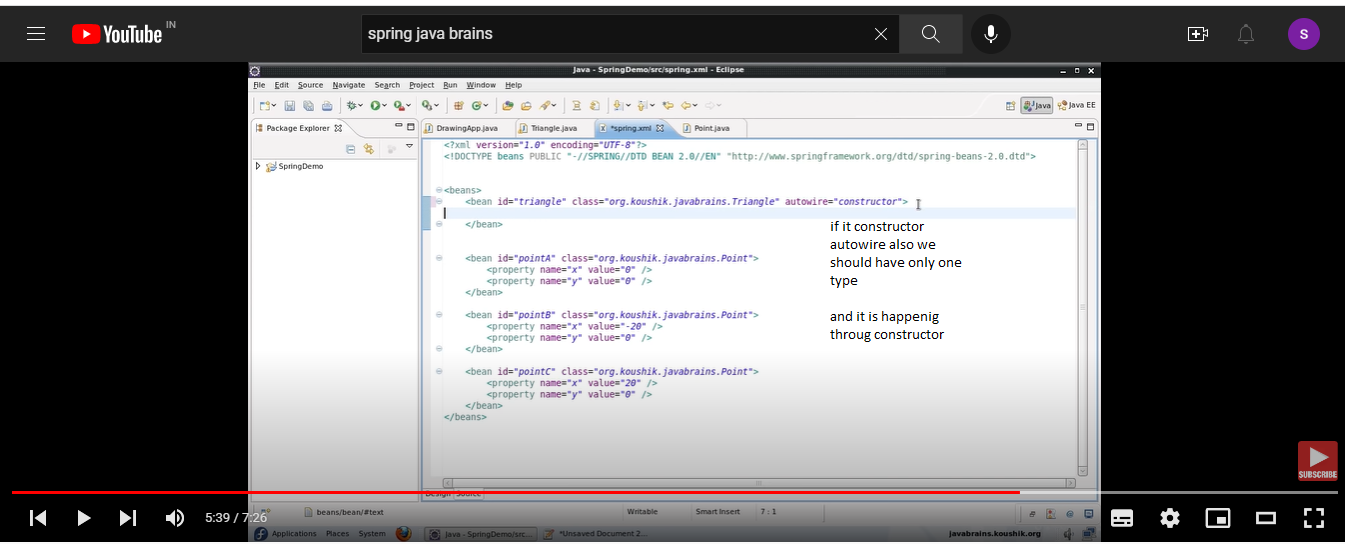 YouTube IN
spring java brains
S
Java - SpringDemo/src/spring.xml - Eclipse
File Edit Source Navigate Search Project Run Window Help
Java Java EE
Package Explorer
DrawingApp.java Triangle.java *spring.xml Point.java
SpringDemo
<?xml version="1.0" encoding="UTF-8"?>
<!DOCTYPE beans PUBLIC "-//SPRING//DTD BEAN 2.0//EN" "http://www.springframework.org/dtd/spring-beans-2.0.dtd">
<beans>
<bean id="triangle" class="org.koushik.javabrains.Triangle" autowire="constructor">
</bean>
<bean id="pointA" class="org.koushik.javabrains.Point">
<property name="x" value="0" />
<property name="y" value="0" />
</bean>
<bean id="pointB" class="org.koushik.javabrains.Point">
<property name="x" value="-20" />
<property name="y" value="0" />
</bean>
<bean id="pointC" class="org.koushik.javabrains.Point">
<property name="x" value="20" />
<property name="y" value="0" />
</bean>
</beans>
if it constructor
autowire also we
should have only one
type
and it is happenig
throug constructor
SUBSCRIBE
Design Source
5:39 / 7:26
beans/bean/#text Writable Smart Insert 7 : 1
Applications Places System Java - SpringDemo/src... *Unsaved Document 2... javabrains.koushik.org